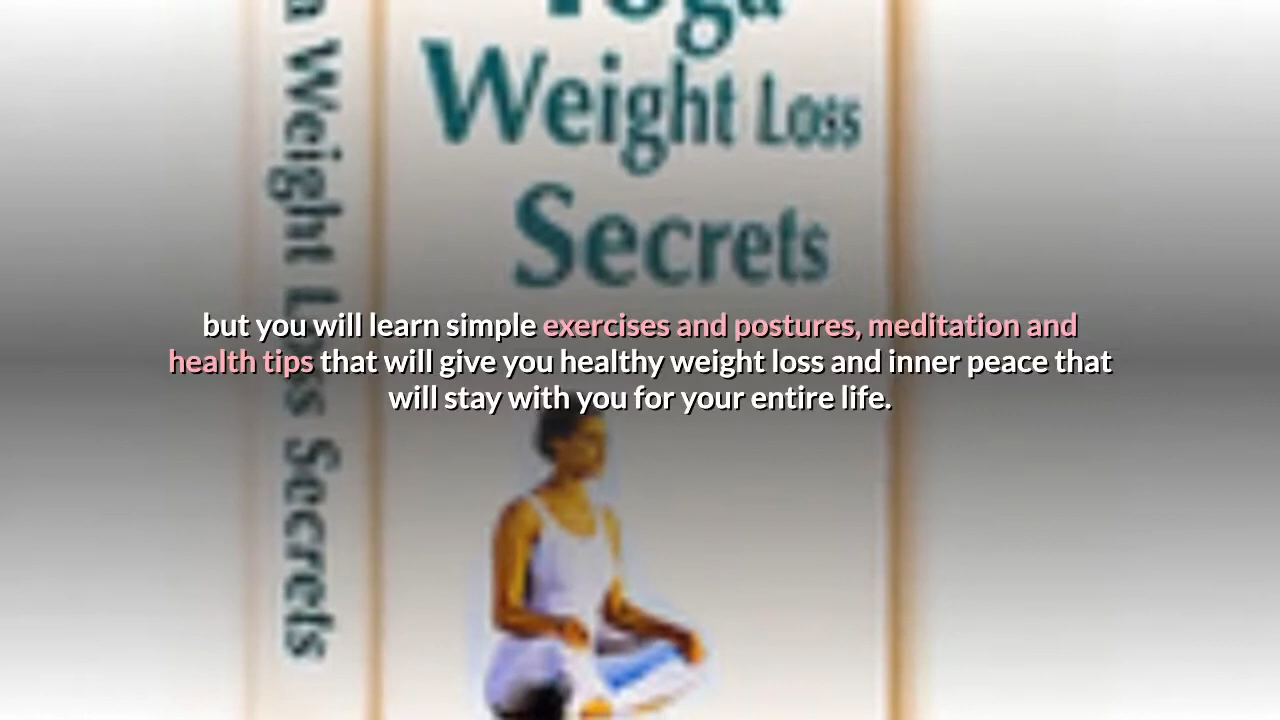 Yoga
Weight Loss
Secrets
Weight Loss Secrets
but you will learn simple exercises and postures, meditation and
health tips that will give you healthy weight loss and inner peace that
will stay with you for your entire life.